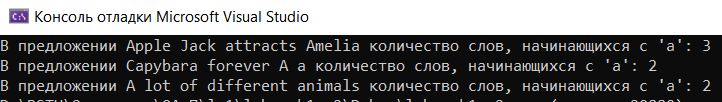 Консоль отладки Microsoft Visual Studio
В предложении Apple Jack attracts Amelia количество слов, начинающихся с 'a': 3
В предложении Capybara forever A a количество слов, начинающихся с 'a': 2
В предложении A lot of different animals количество слов, начинающихся с 'a': 2